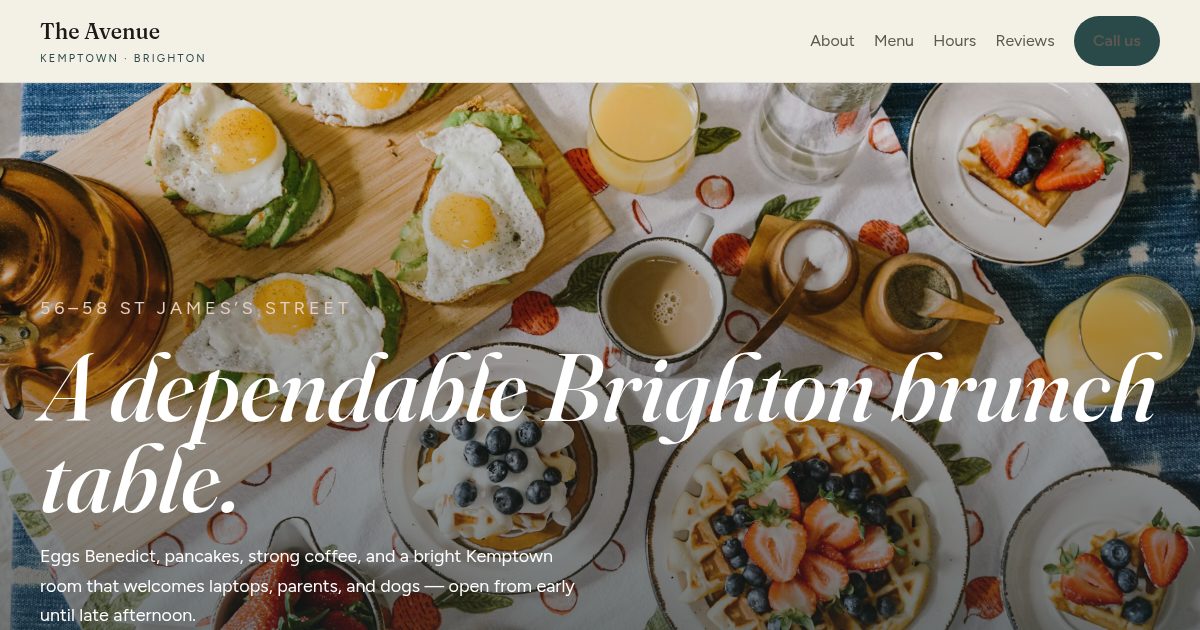 The Avenue
KEMPTOWN · BRIGHTON
About
Menu
Hours
Reviews
Call us
56–58 ST JAMES’S STREET
A dependable Brighton brunch
table.
Eggs Benedict, pancakes, strong coffee, and a bright Kemptown
room that welcomes laptops, parents, and dogs — open from early
until late afternoon.